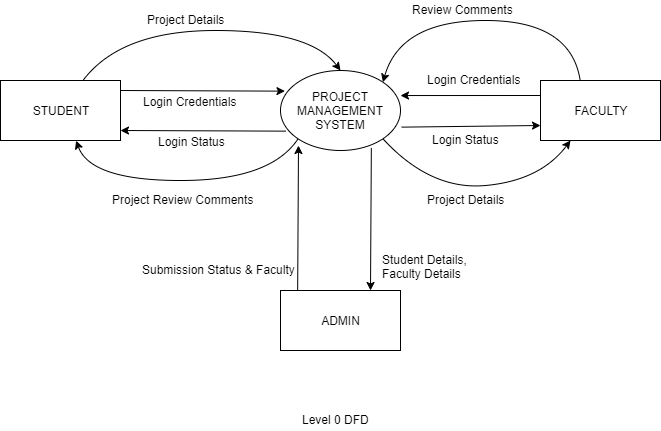 Review Comments
Project Details
Login Credentials
Login Credentials
STUDENT
PROJECT
MANAGEMENT
SYSTEM
FACULTY
Login Status
Login Status
Project Review Comments
Project Details
Submission Status & Faculty
Student Details,
Faculty Details
ADMIN
Level 0 DFD